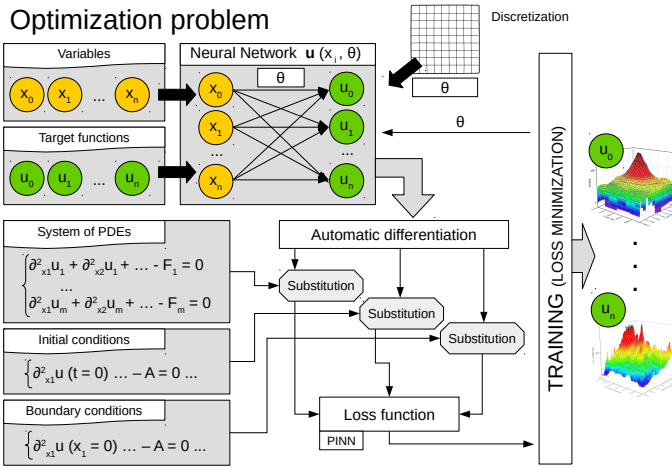 Optimization problem
Variables
x0 x1 ... xn
Target functions
u0 u1 ... un
Neural Network u (xi, θ)
θ
x0 u0
x1 u1
... ...
xn un
Discretization
θ
θ
System of PDEs
∂²x1u1 + ∂²x2u1 + … - F1 = 0
...
∂²x1um + ∂²x2um + … - Fm = 0
Initial conditions
∂²x1u (t = 0) … – A = 0 ...
Boundary conditions
∂²x1u (x1 = 0) … – A = 0 ...
Automatic differentiation
Substitution
Substitution
Substitution
Loss function
PINN
TRAINING (LOSS MINIMIZATION)
u0
un